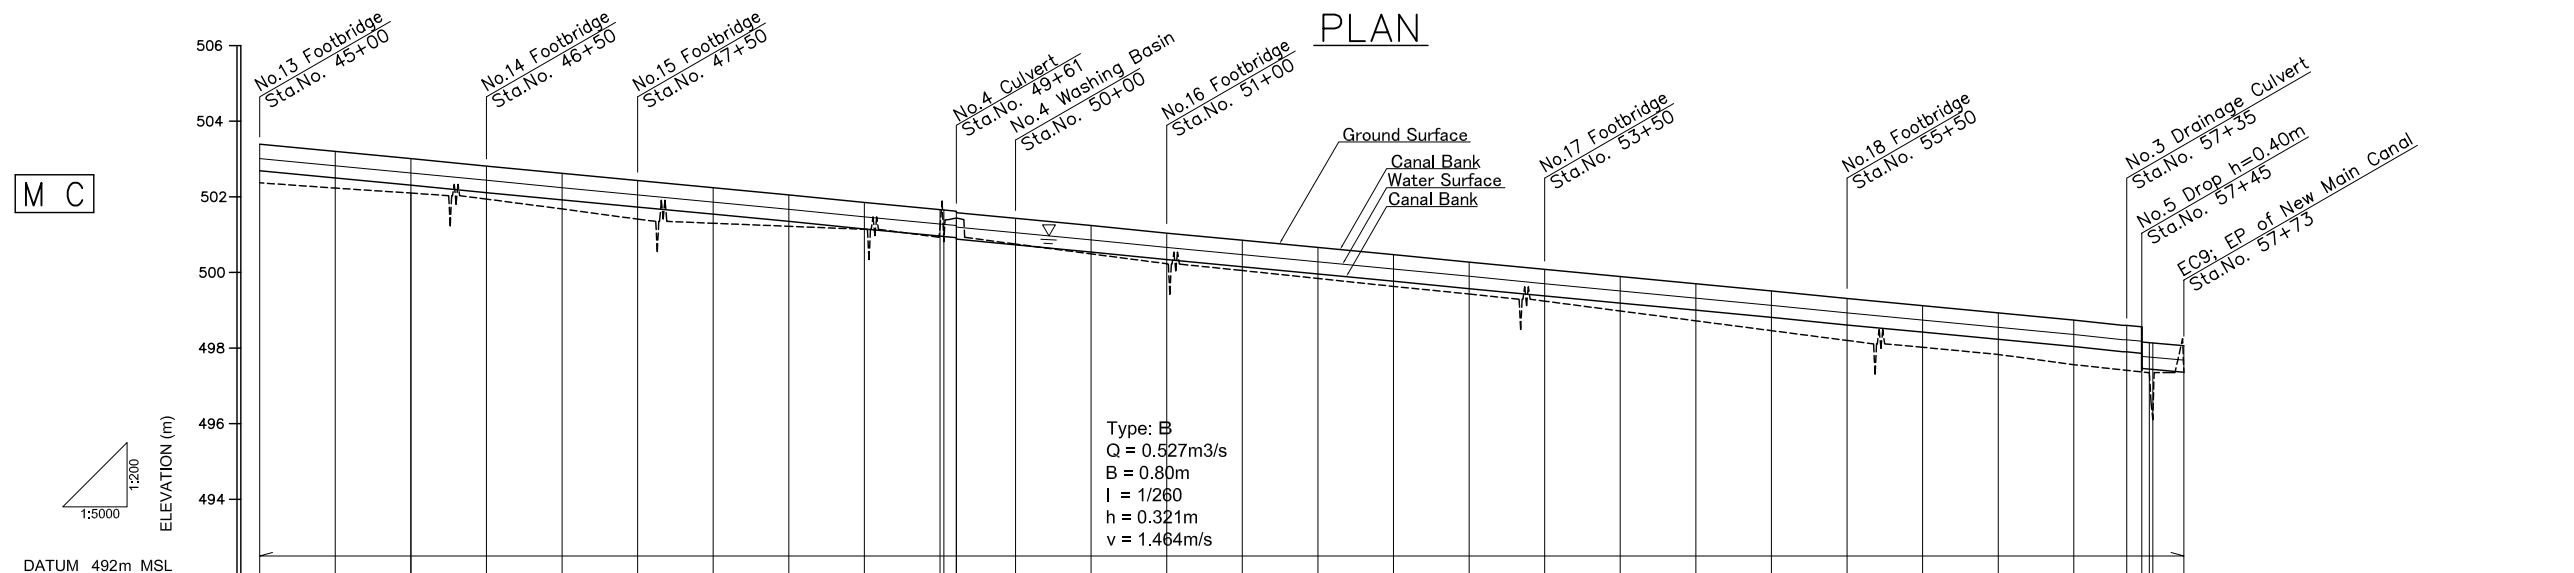 PLAN
506
504
502
500
498
496
494
ELEVATION (m)
M C
1:200
1:5000
DATUM 492m MSL
No.13 Footbridge
Sta.No. 45+00
No.14 Footbridge
Sta.No. 46+50
No.15 Footbridge
Sta.No. 47+50
No.4 Culvert
Sta.No. 49+61
No.4 Washing Basin
Sta.No. 50+00
No.16 Footbridge
Sta.No. 51+00
Ground Surface
Canal Bank
Water Surface
Canal Bank
No.17 Footbridge
Sta.No. 53+50
No.18 Footbridge
Sta.No. 55+50
No.3 Drainage Culvert
Sta.No. 57+35
No.5 Drop h=0.40m
Sta.No. 57+45
EC9; EP of New Main Canal
Sta.No. 57+73
Type: B
Q = 0.527m3/s
B = 0.80m
I = 1/260
h = 0.321m
v = 1.464m/s